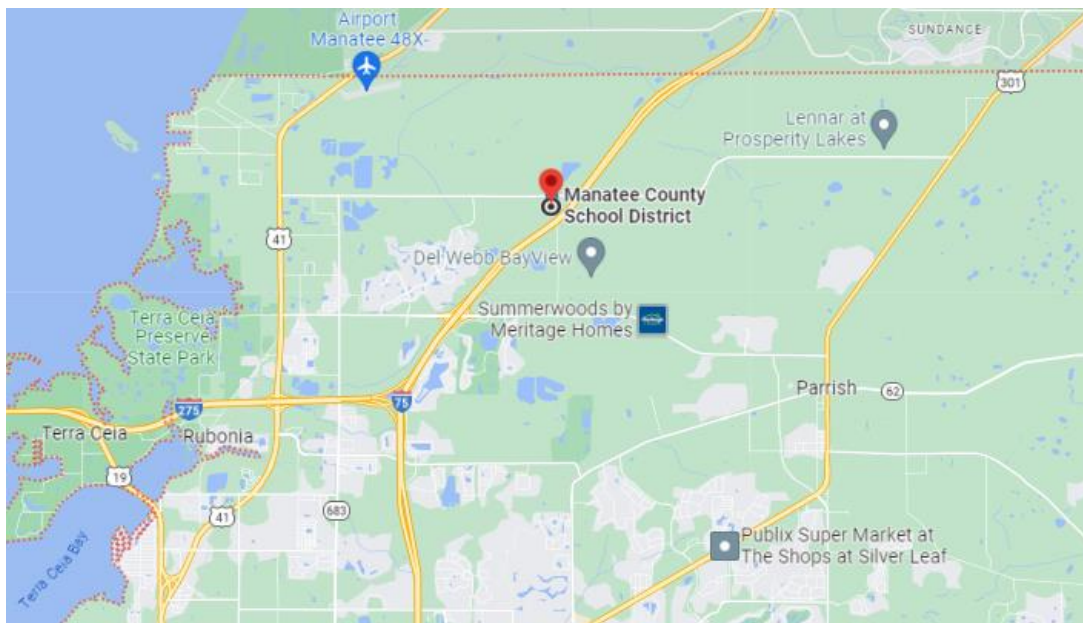 Airport
Manatee 48X
SUNDANCE
301
Lennar at
Prosperity Lakes
Manatee County
School District
41
Del Webb BayView
Terra Ceia
Preserve
State Park
Summerwoods by
Meritage Homes
Parrish
62
275
75
Terra Ceia
Rubonia
19
41
683
Publix Super Market at
The Shops at Silver Leaf
Terra Ceia Bay